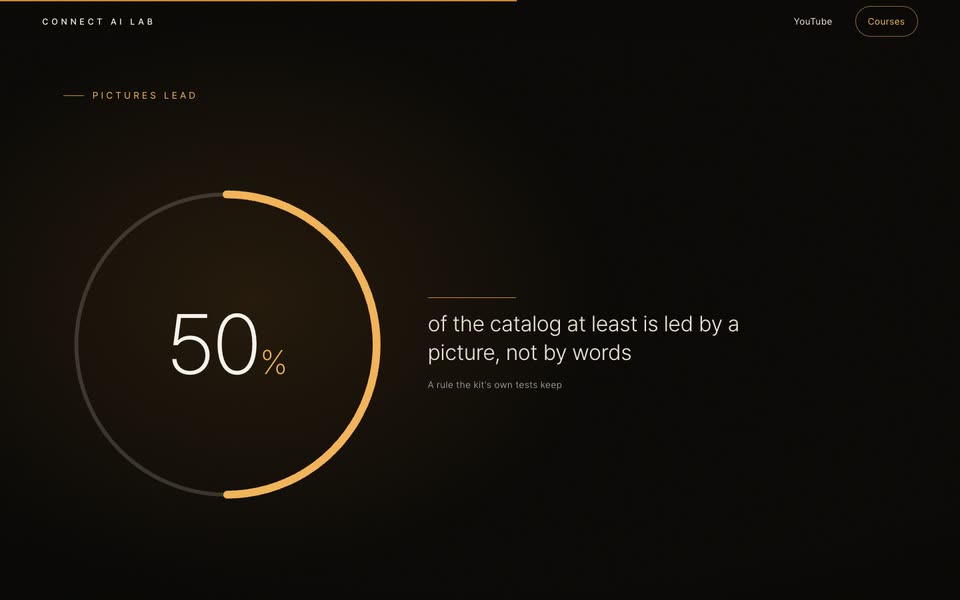 CONNECT AI LAB
YouTube
Courses
PICTURES LEAD
50%
of the catalog at least is led by a
picture, not by words
A rule the kit's own tests keep